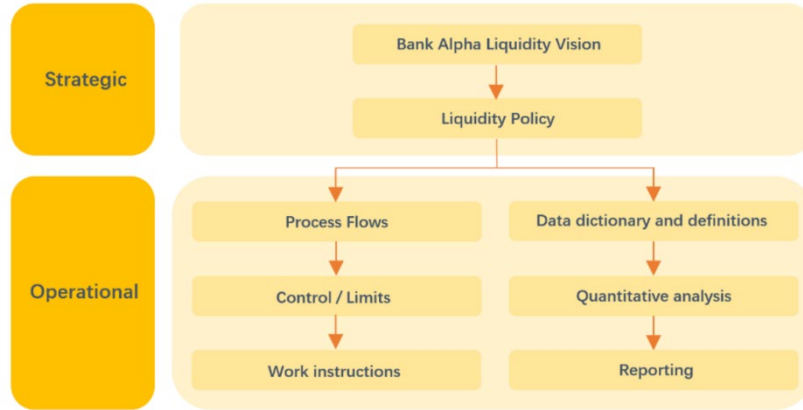 Strategic
Bank Alpha Liquidity Vision
Liquidity Policy
Operational
Process Flows
Data dictionary and definitions
Control / Limits
Quantitative analysis
Work instructions
Reporting